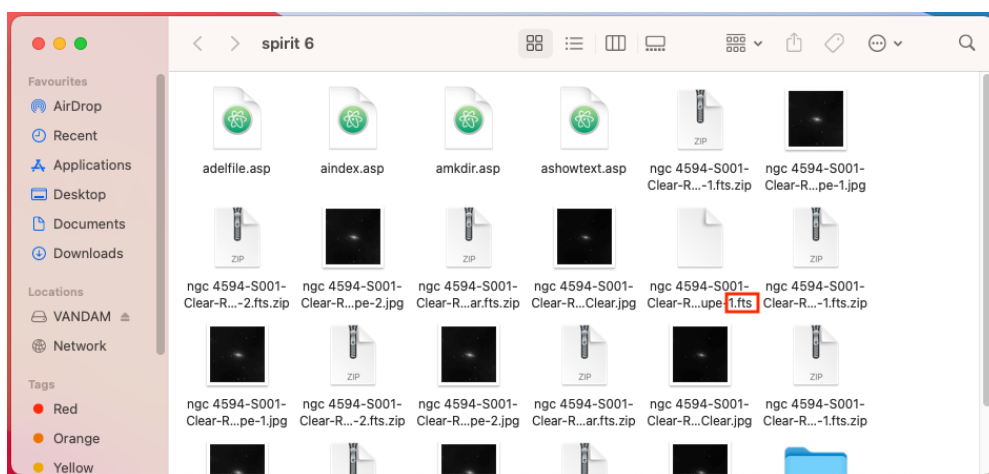 spirit 6
Favourites
AirDrop
Recent
Applications
Desktop
Documents
Downloads
Locations
VANDAM
Network
Tags
Red
Orange
Yellow
ZIP
adelfile.asp
aindex.asp
amkdir.asp
ashowtext.asp
ngc 4594-S001-
Clear-R...-1.fts.zip
ngc 4594-S001-
Clear-R...pe-1.jpg
ZIP
ZIP
ZIP
ngc 4594-S001-
Clear-R...-2.fts.zip
ngc 4594-S001-
Clear-R...pe-2.jpg
ngc 4594-S001-
Clear-R...ar.fts.zip
ngc 4594-S001-
Clear-R...Clear.jpg
ngc 4594-S001-
Clear-R...upe-1.fts
ngc 4594-S001-
Clear-R...-1.fts.zip
ZIP
ZIP
ZIP
ngc 4594-S001-
Clear-R...pe-1.jpg
ngc 4594-S001-
Clear-R...-2.fts.zip
ngc 4594-S001-
Clear-R...pe-2.jpg
ngc 4594-S001-
Clear-R...ar.fts.zip
ngc 4594-S001-
Clear-R...Clear.jpg
ngc 4594-S001-
Clear-R...-1.fts.zip